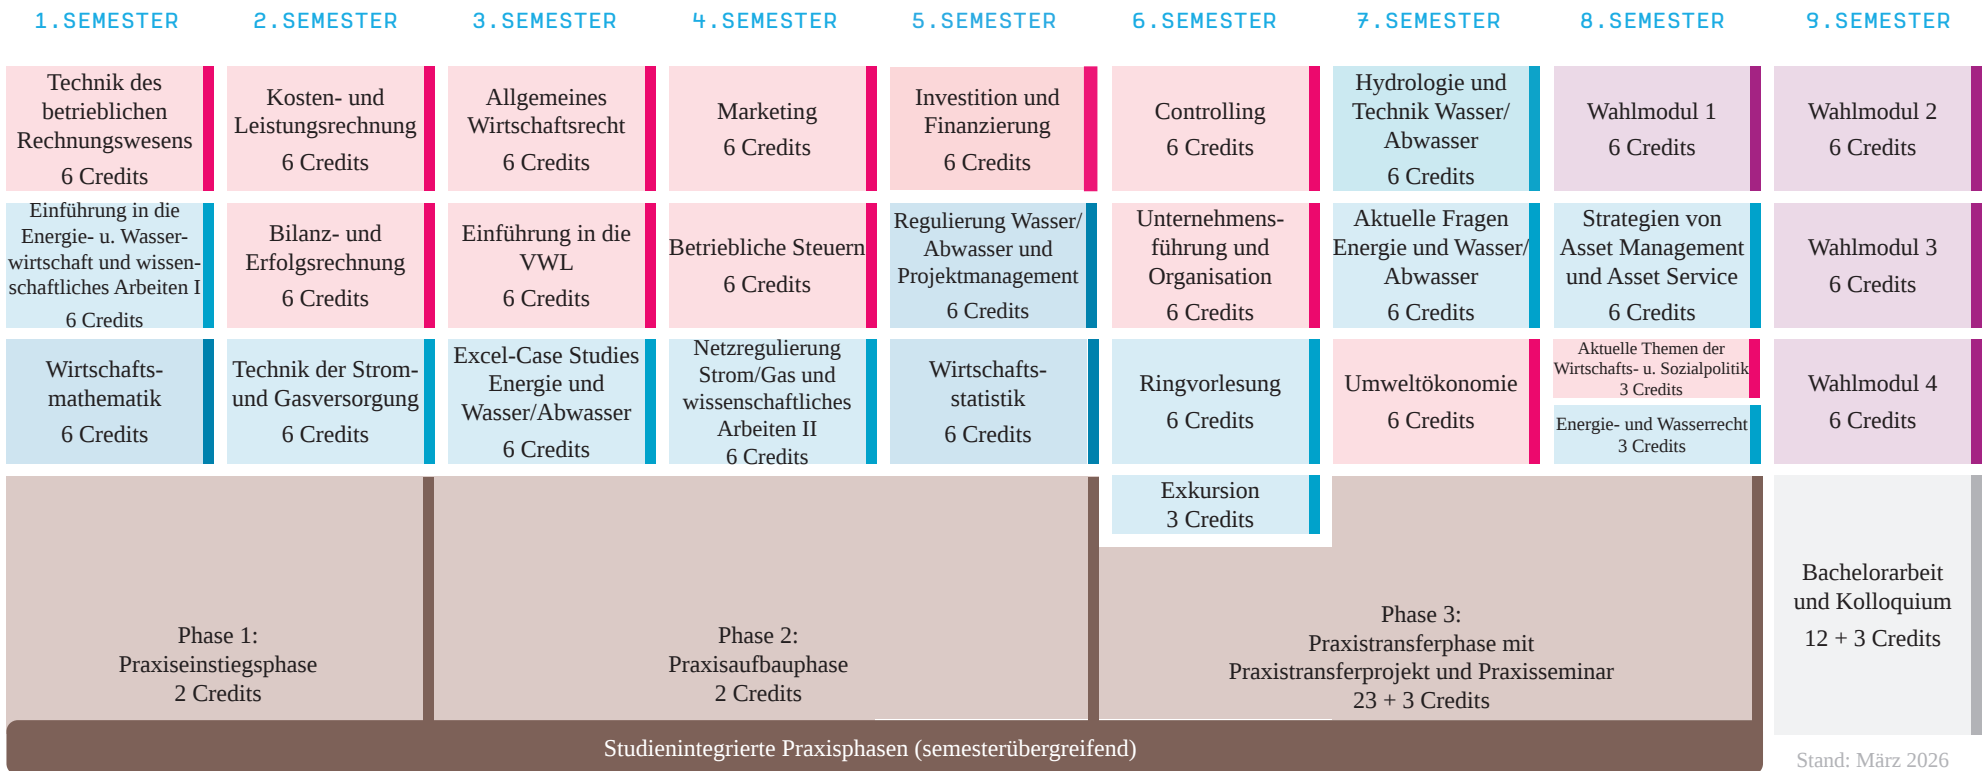 1.SEMESTER
2.SEMESTER
3.SEMESTER
4.SEMESTER
5.SEMESTER
6.SEMESTER
7.SEMESTER
8.SEMESTER
9.SEMESTER
Technik des
betrieblichen
Rechnungswesens
6 Credits
Kosten- und
Leistungsrechnung
6 Credits
Allgemeines
Wirtschaftsrecht
6 Credits
Marketing
6 Credits
Investition und
Finanzierung
6 Credits
Controlling
6 Credits
Hydrologie und
Technik Wasser/
Abwasser
6 Credits
Wahlmodul 1
6 Credits
Wahlmodul 2
6 Credits
Einführung in die
Energie- u. Wasser-
wirtschaft und wissen-
schaftliches Arbeiten I
6 Credits
Bilanz- und
Erfolgsrechnung
6 Credits
Einführung in die
VWL
6 Credits
Betriebliche Steuern
6 Credits
Regulierung Wasser/
Abwasser und
Projektmanagement
6 Credits
Unternehmens-
führung und
Organisation
6 Credits
Aktuelle Fragen
Energie und Wasser/
Abwasser
6 Credits
Strategien von
Asset Management
und Asset Service
6 Credits
Wahlmodul 3
6 Credits
Wirtschafts-
mathematik
6 Credits
Technik der Strom-
und Gasversorgung
6 Credits
Excel-Case Studies
Energie und
Wasser/Abwasser
6 Credits
Netzregulierung
Strom/Gas und
wissenschaftliches
Arbeiten II
6 Credits
Wirtschafts-
statistik
6 Credits
Ringvorlesung
6 Credits
Umweltökonomie
6 Credits
Aktuelle Themen der
Wirtschafts- u. Sozialpolitik
3 Credits
Energie- und Wasserrecht
3 Credits
Wahlmodul 4
6 Credits
Exkursion
3 Credits
Phase 1:
Praxiseinstiegsphase
2 Credits
Phase 2:
Praxisaufbauphase
2 Credits
Phase 3:
Praxistransferphase mit
Praxistransferprojekt und Praxisseminar
23 + 3 Credits
Bachelorarbeit
und Kolloquium
12 + 3 Credits
Studienintegrierte Praxisphasen (semesterübergreifend)
Stand: März 2026